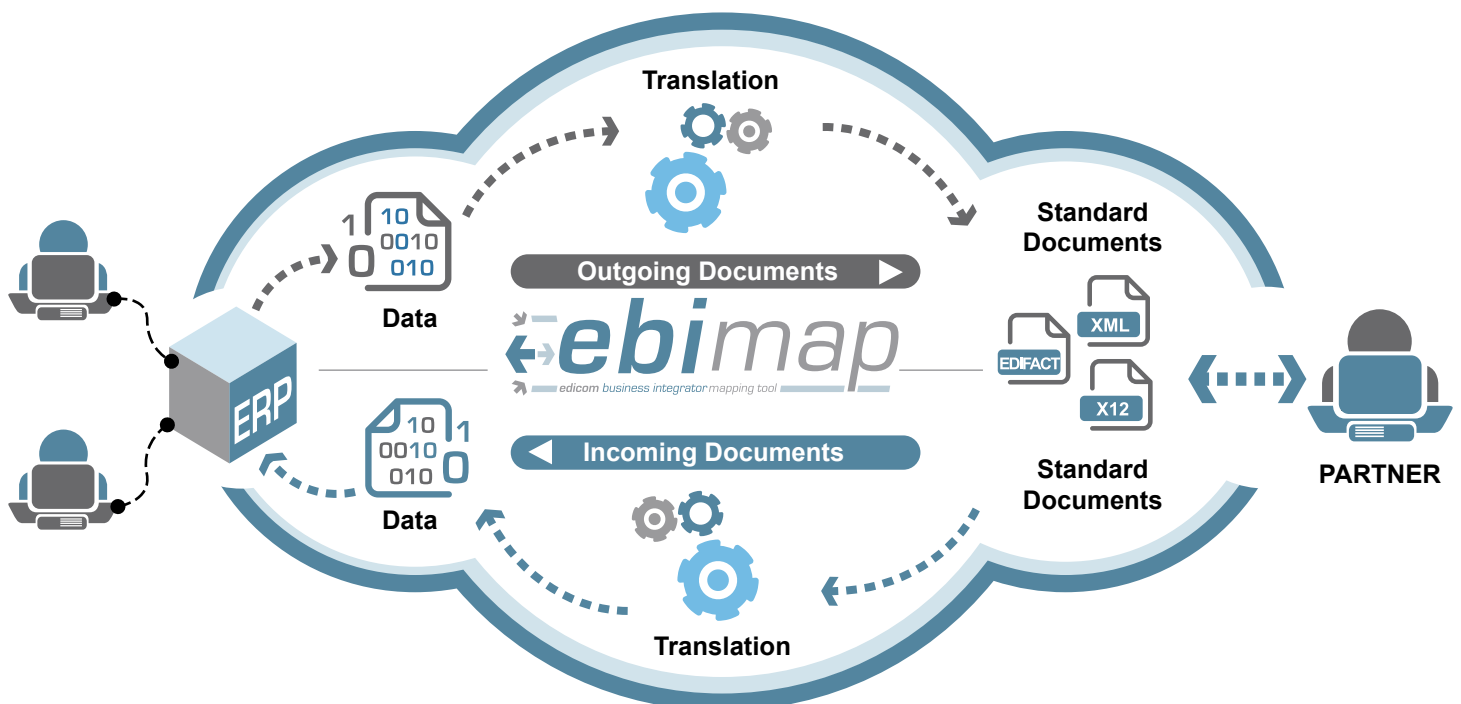 Translation
1
0
10
0010
010
Data
Outgoing Documents
Standard
Documents
XML
EDIFACT
X12
ebimap
edicom business integrator mapping tool
ERP
10
0010
010
1
0
Data
Incoming Documents
Standard
Documents
PARTNER
Translation